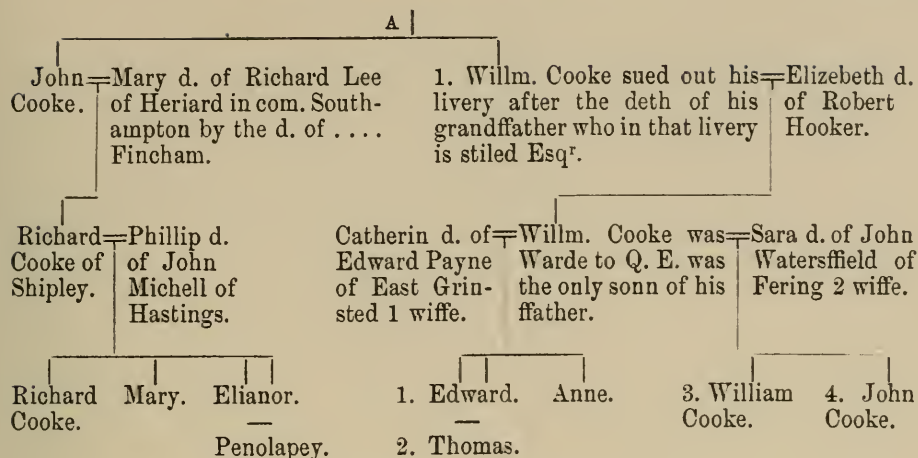 A
John
Cooke.
Mary d. of Richard Lee
of Heriard in com. South-
ampton by the d. of . . . .
Fincham.
1. Willm. Cooke sued out his
livery after the deth of his
grandffather who in that livery
is stiled Esqʳ.
Elizebeth d.
of Robert
Hooker.
Richard
Cooke of
Shipley.
Phillip d.
of John
Michell of
Hastings.
Catherin d. of
Edward Payne
of East Grin-
sted 1 wiffe.
Willm. Cooke was
Warde to Q. E. was
the only sonn of his
ffather.
Sara d. of John
Watersffield of
Fering 2 wiffe.
Richard
Cooke.
Mary.
Elianor.
—
Penolapey.
1. Edward.
—
2. Thomas.
Anne.
3. William
Cooke.
4. John
Cooke.